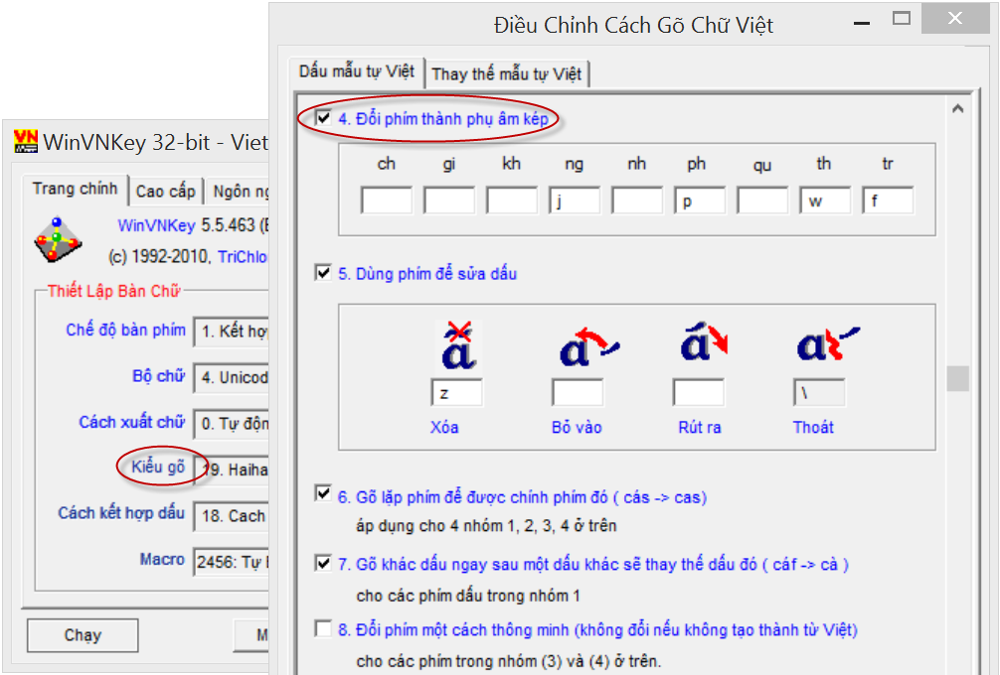 Điều Chỉnh Cách Gõ Chữ Việt
Dấu mẫu tự Việt
Thay thế mẫu tự Việt
4. Đổi phím thành phụ âm kép
ch gi kh ng nh ph qu th tr
j p w f
5. Dùng phím để sửa dấu
z \
Xóa Bỏ vào Rút ra Thoát
6. Gõ lặp phím để được chính phím đó ( cás -> cas)
áp dụng cho 4 nhóm 1, 2, 3, 4 ở trên
7. Gõ khác dấu ngay sau một dấu khác sẽ thay thế dấu đó ( cáf -> cà )
cho các phím dấu trong nhóm 1
8. Đổi phím một cách thông minh (không đổi nếu không tạo thành từ Việt)
cho các phím trong nhóm (3) và (4) ở trên.
VN WinVNKey 32-bit - Viet
Trang chính Cao cấp Ngôn ng
WinVNKey 5.5.463 (
(c) 1992-2010, TriChlo
Thiết Lập Bàn Chữ
Chế độ bàn phím 1. Kết hợ
Bộ chữ 4. Unicod
Cách xuất chữ 0. Tự độn
Kiểu gõ 19. Haiha
Cách kết hợp dấu 18. Cach
Macro 2456: Tự
Chạy M